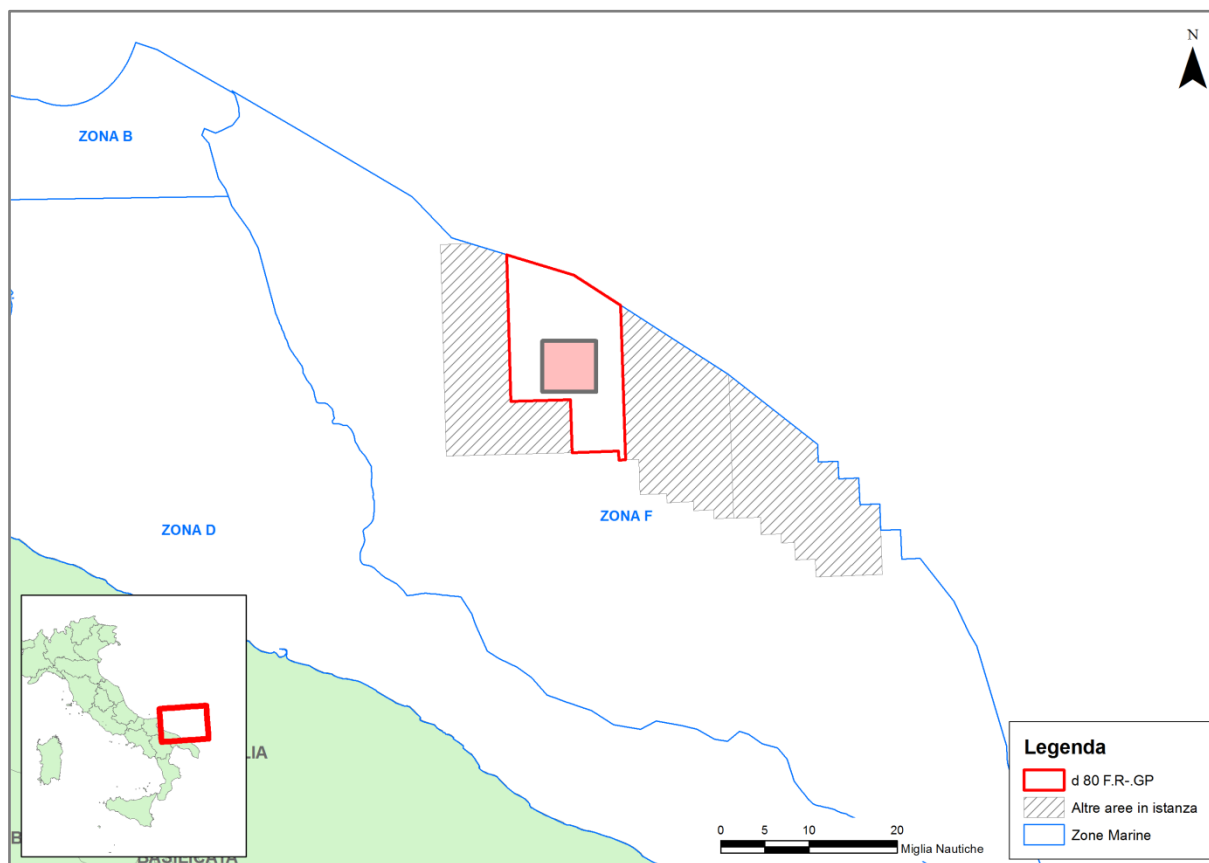 N
ZONA B
ZONA F
ZONA D
LIA
B
BASILICATA
0 5 10 20
Miglia Nautiche
Legenda
d 80 F.R-.GP
Altre aree in istanza
Zone Marine